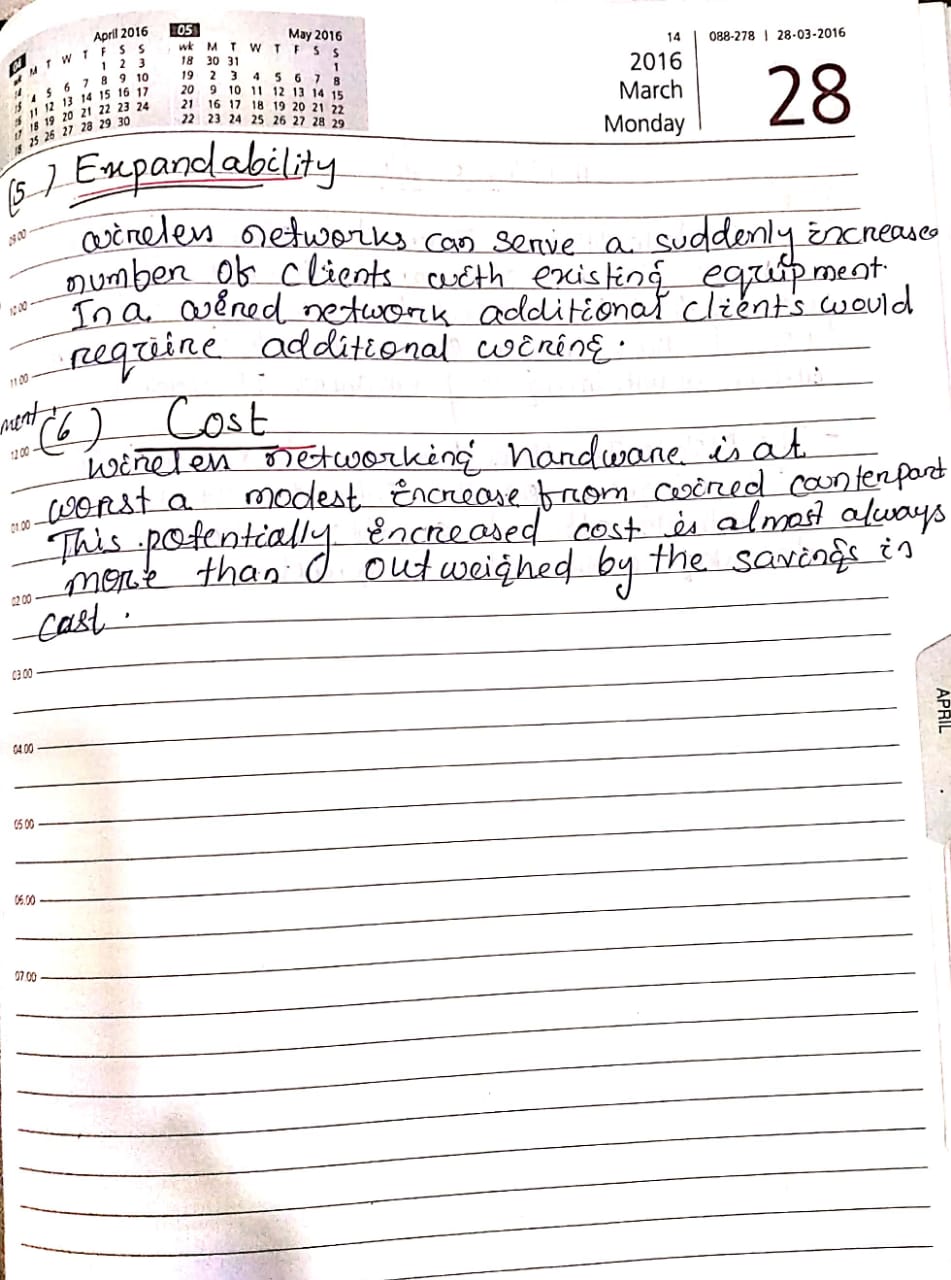 April 2016
04 M T W T F S S
wk 1 2 3
14 4 5 6 7 8 9 10
15 11 12 13 14 15 16 17
16 18 19 20 21 22 23 24
17 25 26 27 28 29 30
18
05 May 2016
wk M T W T F S S
18 30 31 1
19 2 3 4 5 6 7 8
20 9 10 11 12 13 14 15
21 16 17 18 19 20 21 22
22 23 24 25 26 27 28 29
14 | 088-278 | 28-03-2016
2016
March
Monday
28
(5) Expandability
09:00
wireless networks can serve a suddenly increase
number of clients with existing equipment.
10:00
In a wired network additional clients would
require additional wiring.
11:00
ment
(6) Cost
12:00
wireless networking hardware is at
worst a modest increase from wired counterpart
01:00
This potentially increased cost is almost always
more than outweighed by the savings in
02:00
cast.
03:00
04:00
05:00
06:00
07:00
APRIL